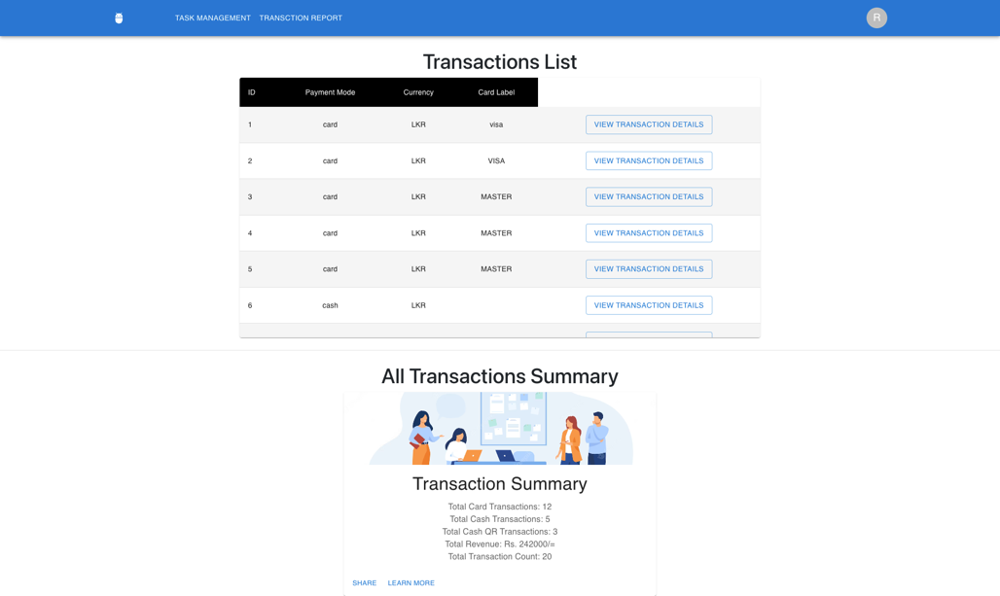 TASK MANAGEMENT TRANSCTION REPORT R
Transactions List
ID Payment Mode Currency Card Label
1 card LKR visa VIEW TRANSACTION DETAILS
2 card LKR VISA VIEW TRANSACTION DETAILS
3 card LKR MASTER VIEW TRANSACTION DETAILS
4 card LKR MASTER VIEW TRANSACTION DETAILS
5 card LKR MASTER VIEW TRANSACTION DETAILS
6 cash LKR VIEW TRANSACTION DETAILS
All Transactions Summary
Transaction Summary
Total Card Transactions: 12
Total Cash Transactions: 5
Total Cash QR Transactions: 3
Total Revenue: Rs. 242000/=
Total Transaction Count: 20
SHARE LEARN MORE